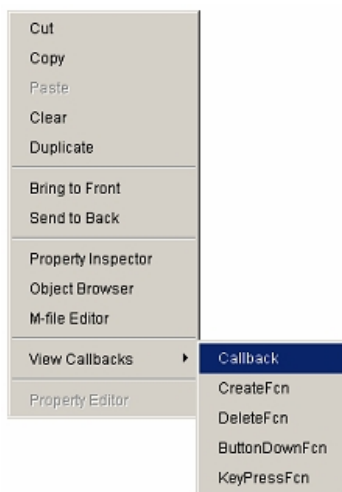 Cut
Copy
Paste
Clear
Duplicate
Bring to Front
Send to Back
Property Inspector
Object Browser
M-file Editor
View Callbacks
Property Editor
Callback
CreateFcn
DeleteFcn
ButtonDownFcn
KeyPressFcn